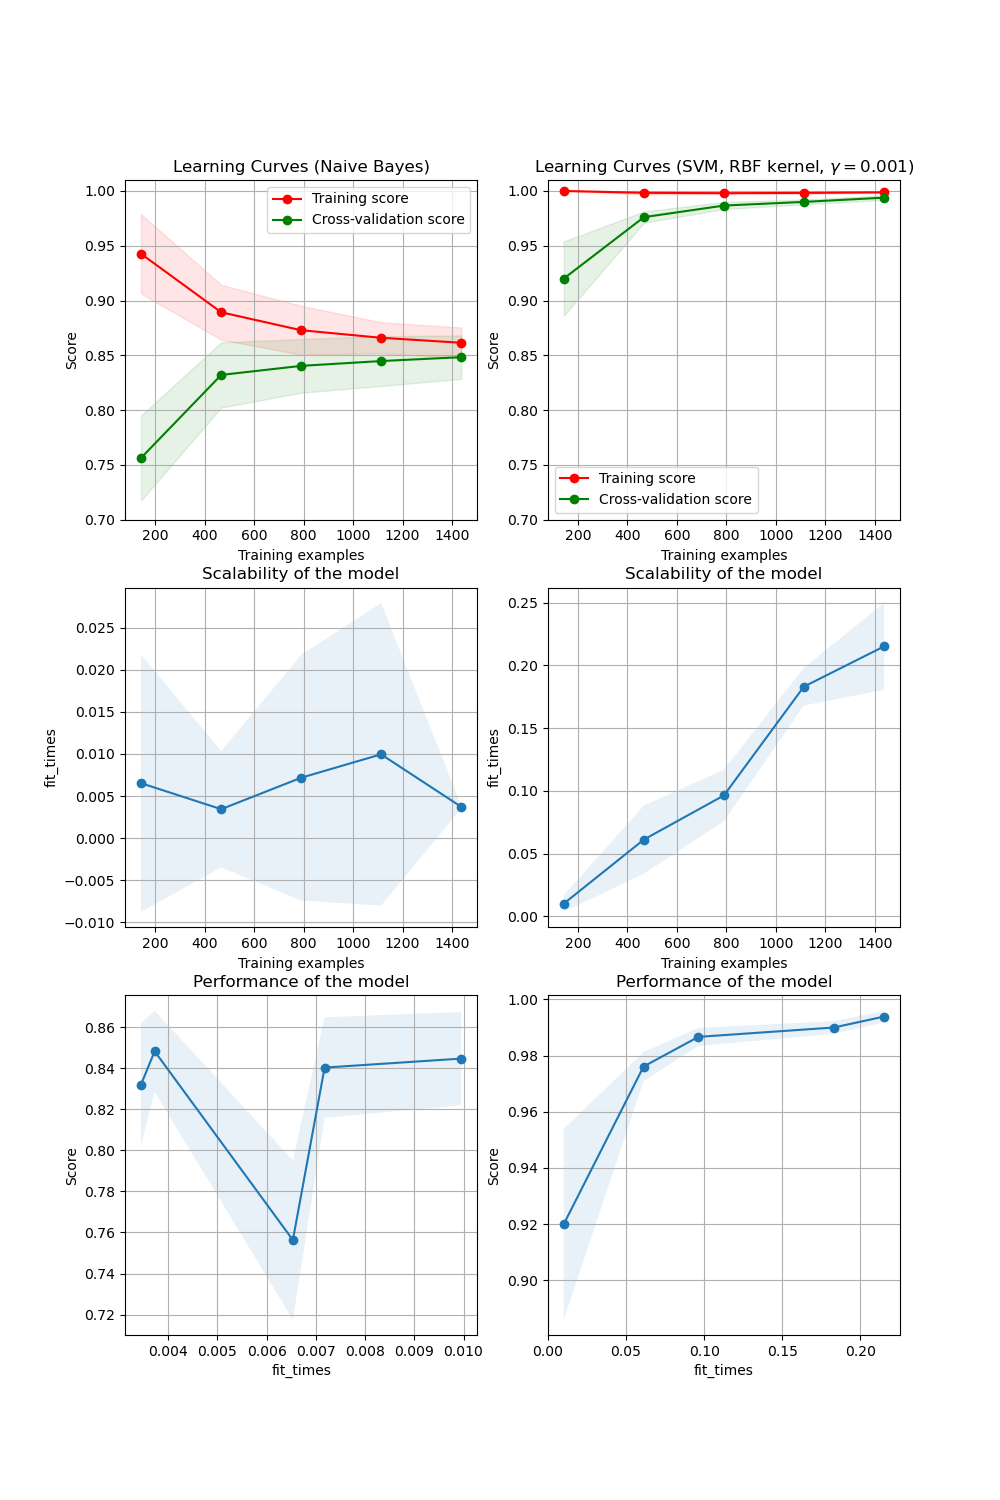 Learning Curves (Naive Bayes)
1.00
0.95
0.90
0.85
0.80
0.75
0.70
Score
Training score
Cross-validation score
200 400 600 800 1000 1200 1400
Training examples
Learning Curves (SVM, RBF kernel, γ = 0.001)
1.00
0.95
0.90
0.85
0.80
0.75
0.70
Score
Training score
Cross-validation score
200 400 600 800 1000 1200 1400
Training examples
Scalability of the model
0.025
0.020
0.015
0.010
0.005
0.000
−0.005
−0.010
fit_times
200 400 600 800 1000 1200 1400
Training examples
Scalability of the model
0.25
0.20
0.15
0.10
0.05
0.00
fit_times
200 400 600 800 1000 1200 1400
Training examples
Performance of the model
0.86
0.84
0.82
0.80
0.78
0.76
0.74
0.72
Score
0.004 0.005 0.006 0.007 0.008 0.009 0.010
fit_times
Performance of the model
1.00
0.98
0.96
0.94
0.92
0.90
Score
0.00 0.05 0.10 0.15 0.20
fit_times